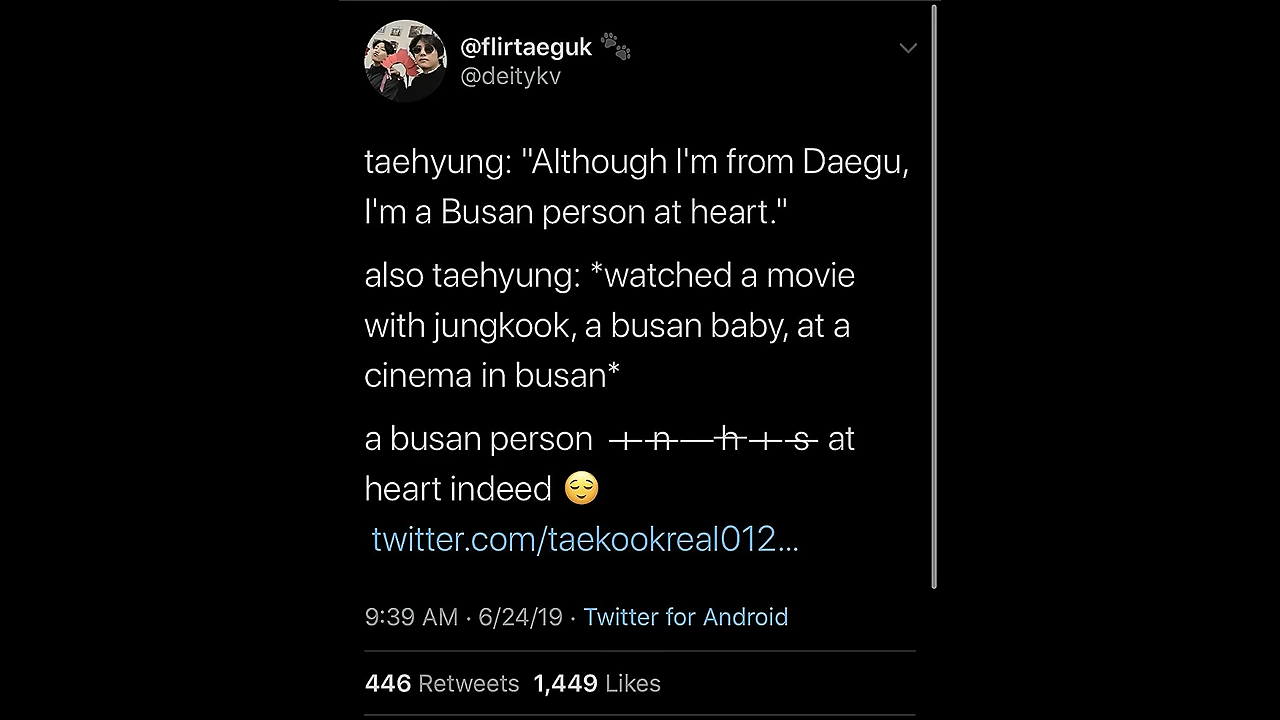 @flirtaeguk 🐾
@deitykv
taehyung: "Although I'm from Daegu,
I'm a Busan person at heart."
also taehyung: *watched a movie
with jungkook, a busan baby, at a
cinema in busan*
a busan person ̶i̶n̶ ̶h̶i̶s̶ at
heart indeed 😌
twitter.com/taekookreal012...
9:39 AM · 6/24/19 · Twitter for Android
446 Retweets 1,449 Likes